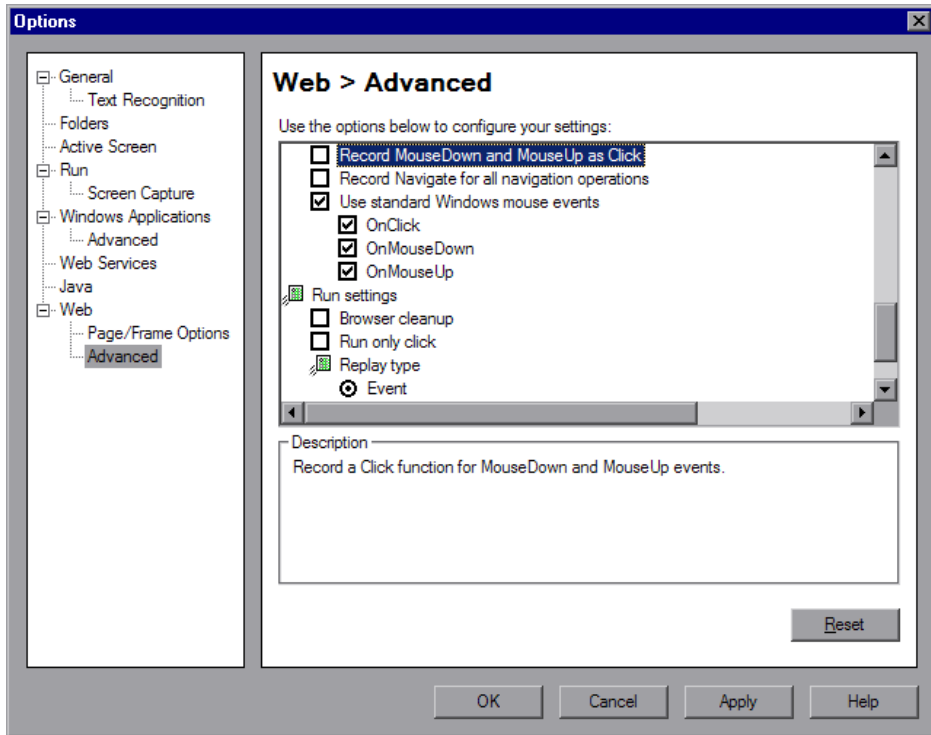 Options
General
Text Recognition
Folders
Active Screen
Run
Screen Capture
Windows Applications
Advanced
Web Services
Java
Web
Page/Frame Options
Advanced
Web > Advanced
Use the options below to configure your settings:
Record MouseDown and MouseUp as Click
Record Navigate for all navigation operations
Use standard Windows mouse events
OnClick
OnMouseDown
OnMouseUp
Run settings
Browser cleanup
Run only click
Replay type
Event
Description
Record a Click function for MouseDown and MouseUp events.
Reset
OK Cancel Apply Help